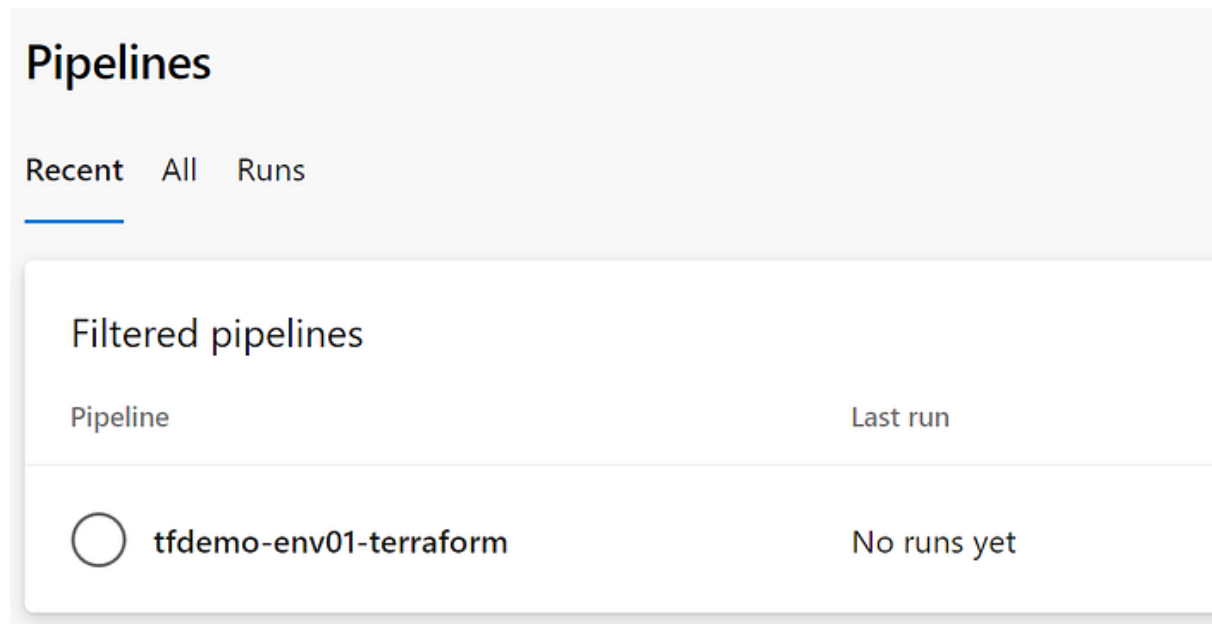 Pipelines
Recent All Runs
Filtered pipelines
Pipeline Last run
tfdemo-env01-terraform No runs yet